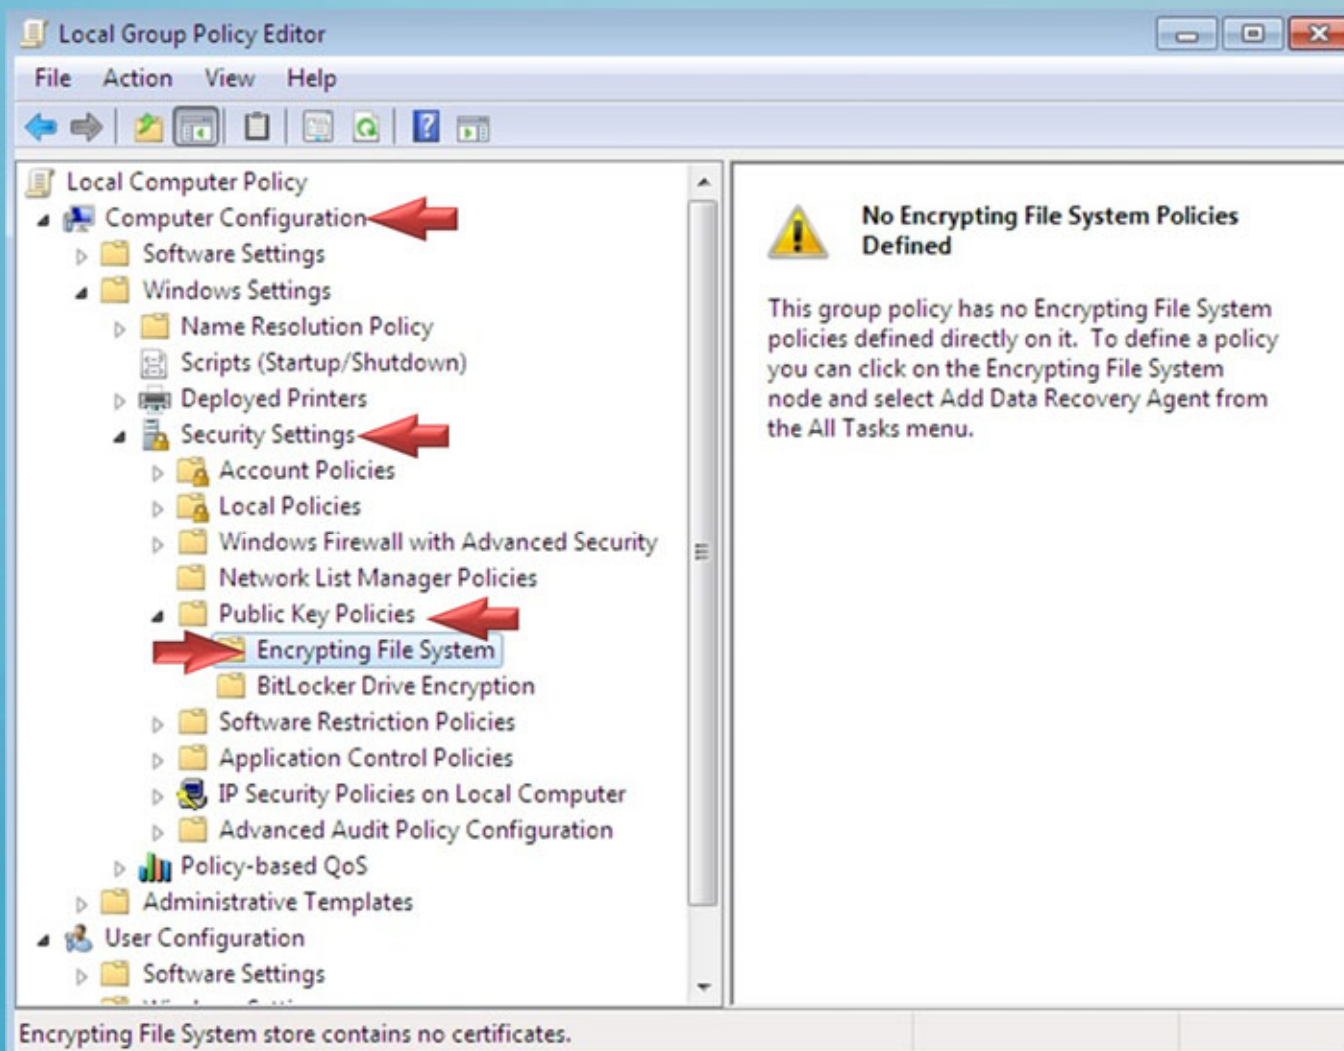 Local Group Policy Editor
File Action View Help
Local Computer Policy
Computer Configuration
Software Settings
Windows Settings
Name Resolution Policy
Scripts (Startup/Shutdown)
Deployed Printers
Security Settings
Account Policies
Local Policies
Windows Firewall with Advanced Security
Network List Manager Policies
Public Key Policies
Encrypting File System
BitLocker Drive Encryption
Software Restriction Policies
Application Control Policies
IP Security Policies on Local Computer
Advanced Audit Policy Configuration
Policy-based QoS
Administrative Templates
User Configuration
Software Settings
No Encrypting File System Policies
Defined
This group policy has no Encrypting File System
policies defined directly on it. To define a policy
you can click on the Encrypting File System
node and select Add Data Recovery Agent from
the All Tasks menu.
Encrypting File System store contains no certificates.